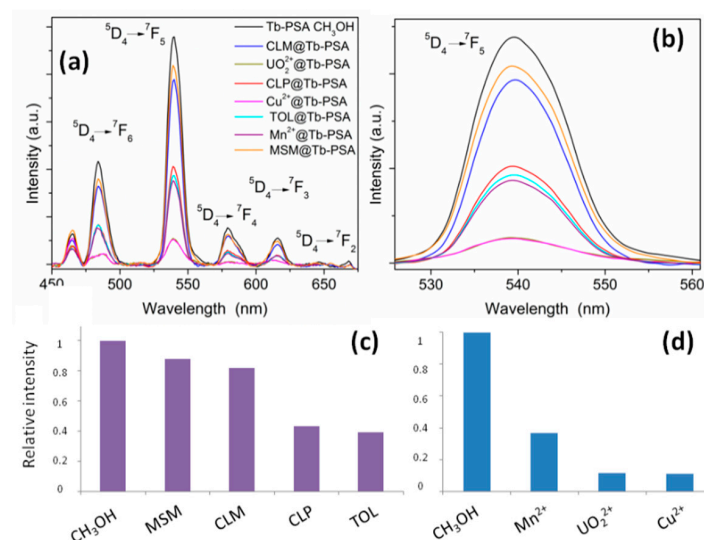 (a)
⁵D₄→⁷F₅
⁵D₄→⁷F₆
⁵D₄→⁷F₄
⁵D₄→⁷F₃
⁵D₄→⁷F₂
Tb-PSA CH₃OH
CLM@Tb-PSA
UO₂²⁺@Tb-PSA
CLP@Tb-PSA
Cu²⁺@Tb-PSA
TOL@Tb-PSA
Mn²⁺@Tb-PSA
MSM@Tb-PSA
Intensity (a.u.)
450 500 550 600 650
Wavelength (nm)
(b)
⁵D₄→⁷F₅
Intensity (a.u.)
530 540 550 560
Wavelength (nm)
(c)
Relative intensity
1
0.8
0.6
0.4
0.2
0
CH₃OH MSM CLM CLP TOL
(d)
1
0.8
0.6
0.4
0.2
0
CH₃OH Mn²⁺ UO₂²⁺ Cu²⁺